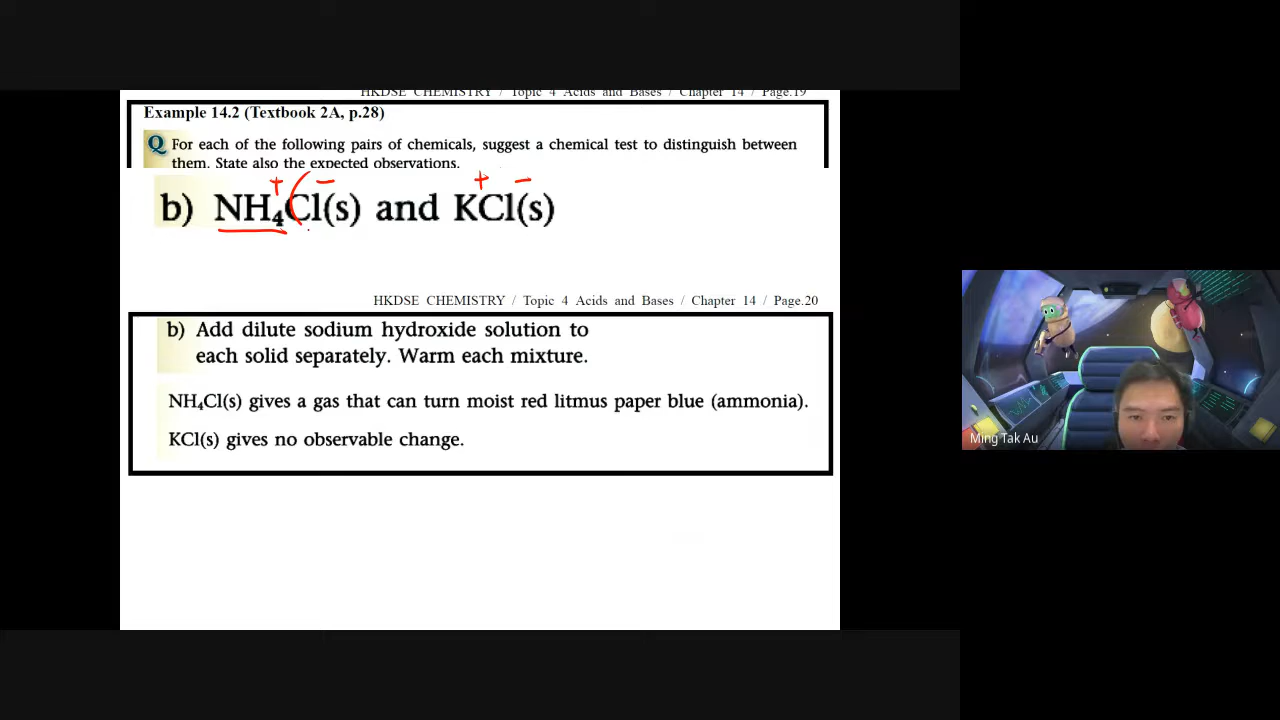 HKDSE CHEMISTRY / Topic 4 Acids and Bases / Chapter 14 / Page.19
Example 14.2 (Textbook 2A, p.28)
Q For each of the following pairs of chemicals, suggest a chemical test to distinguish between
them. State also the expected observations.
+ ( − + −
b) NH₄Cl(s) and KCl(s)
HKDSE CHEMISTRY / Topic 4 Acids and Bases / Chapter 14 / Page.20
b) Add dilute sodium hydroxide solution to
each solid separately. Warm each mixture.
NH₄Cl(s) gives a gas that can turn moist red litmus paper blue (ammonia).
KCl(s) gives no observable change.
Ming Tak Au